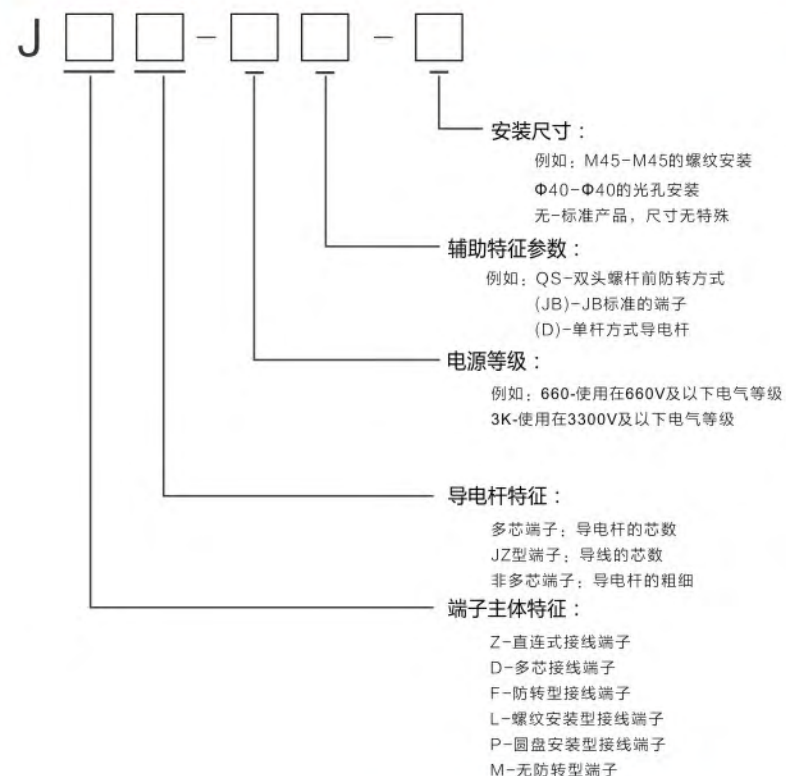 J□□-□□-□
安装尺寸：
例如：M45-M45的螺纹安装
Φ40-Φ40的光孔安装
无-标准产品，尺寸无特殊
辅助特征参数：
例如：QS-双头螺杆前防转方式
(JB)-JB标准的端子
(D)-单杆方式导电杆
电源等级：
例如：660-使用在660V及以下电气等级
3K-使用在3300V及以下电气等级
导电杆特征：
多芯端子：导电杆的芯数
JZ型端子：导线的芯数
非多芯端子：导电杆的粗细
端子主体特征：
Z-直连式接线端子
D-多芯接线端子
F-防转型接线端子
L-螺纹安装型接线端子
P-圆盘安装型接线端子
M-无防转型端子